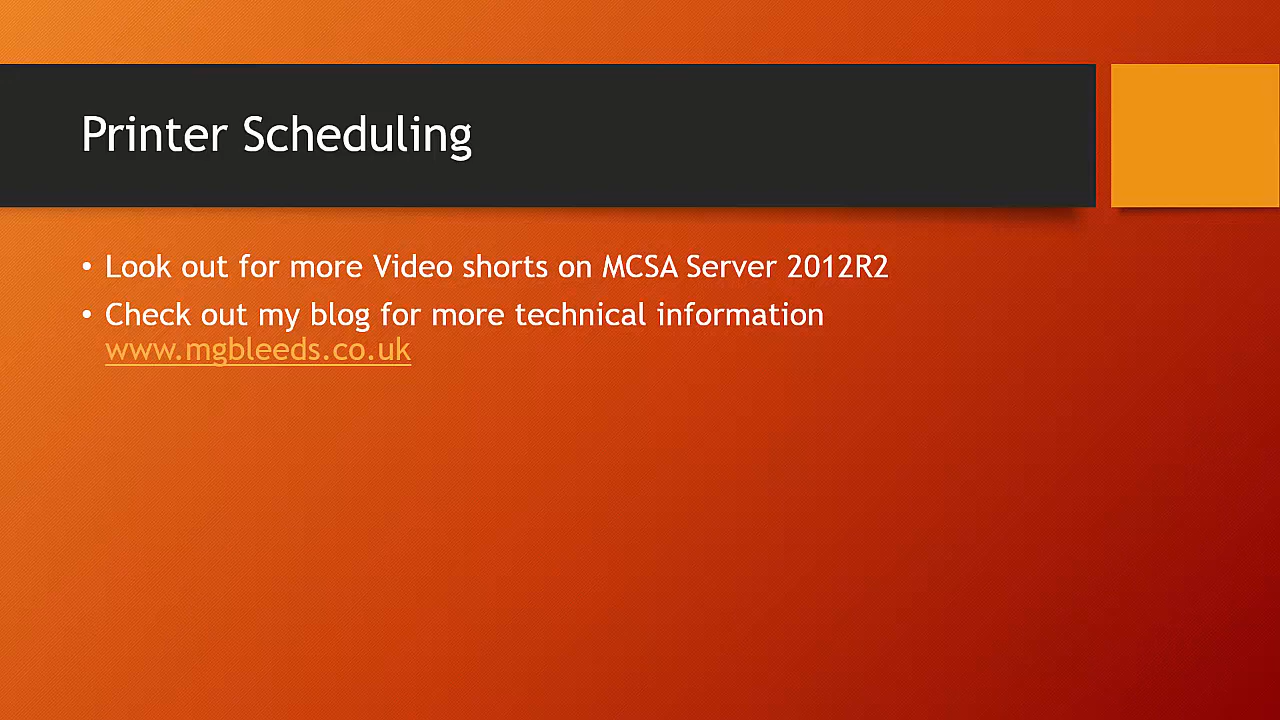 Printer Scheduling
• Look out for more Video shorts on MCSA Server 2012R2
• Check out my blog for more technical information
www.mgbleeds.co.uk